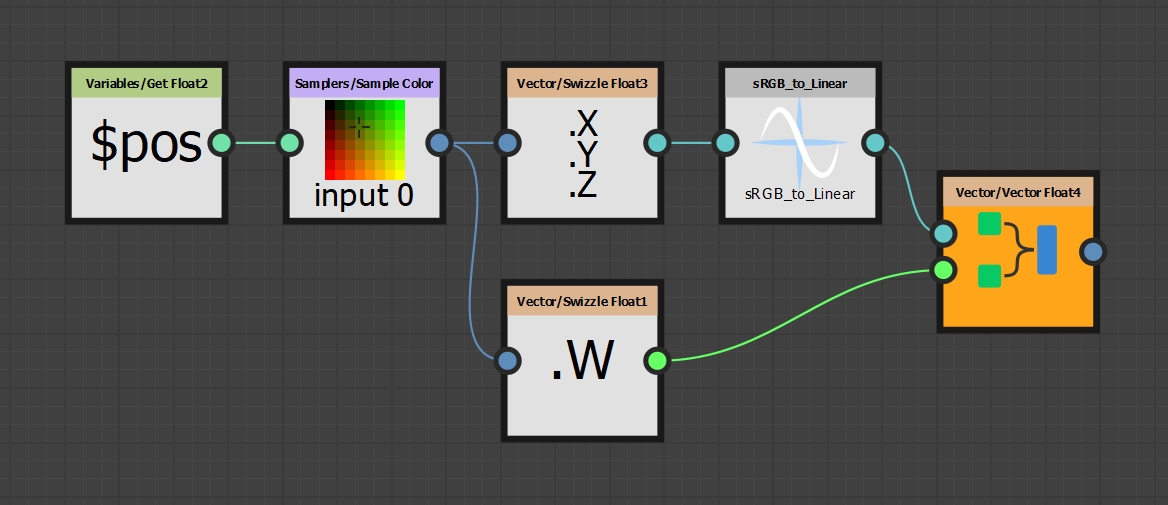 Variables/Get Float2
$pos
Samplers/Sample Color
input 0
Vector/Swizzle Float3
.X
.Y
.Z
sRGB_to_Linear
sRGB_to_Linear
Vector/Vector Float4
Vector/Swizzle Float1
.W